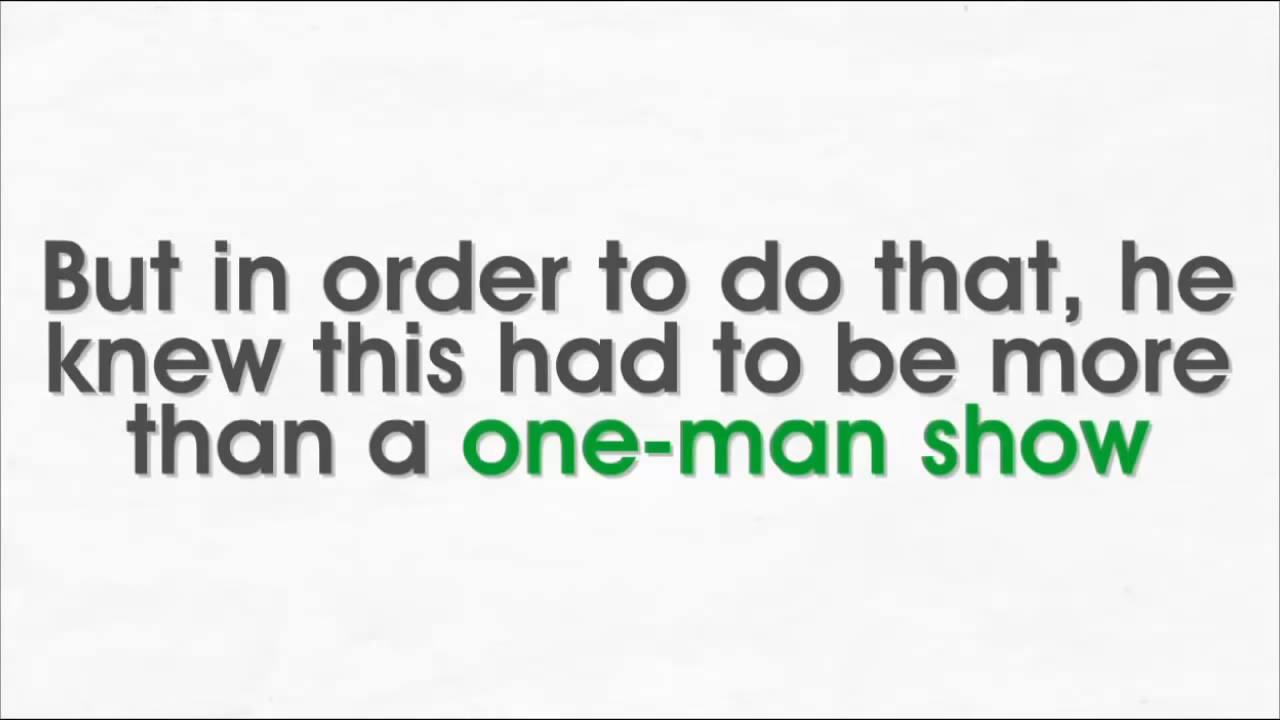 But in order to do that, he
knew this had to be more
than a one-man show